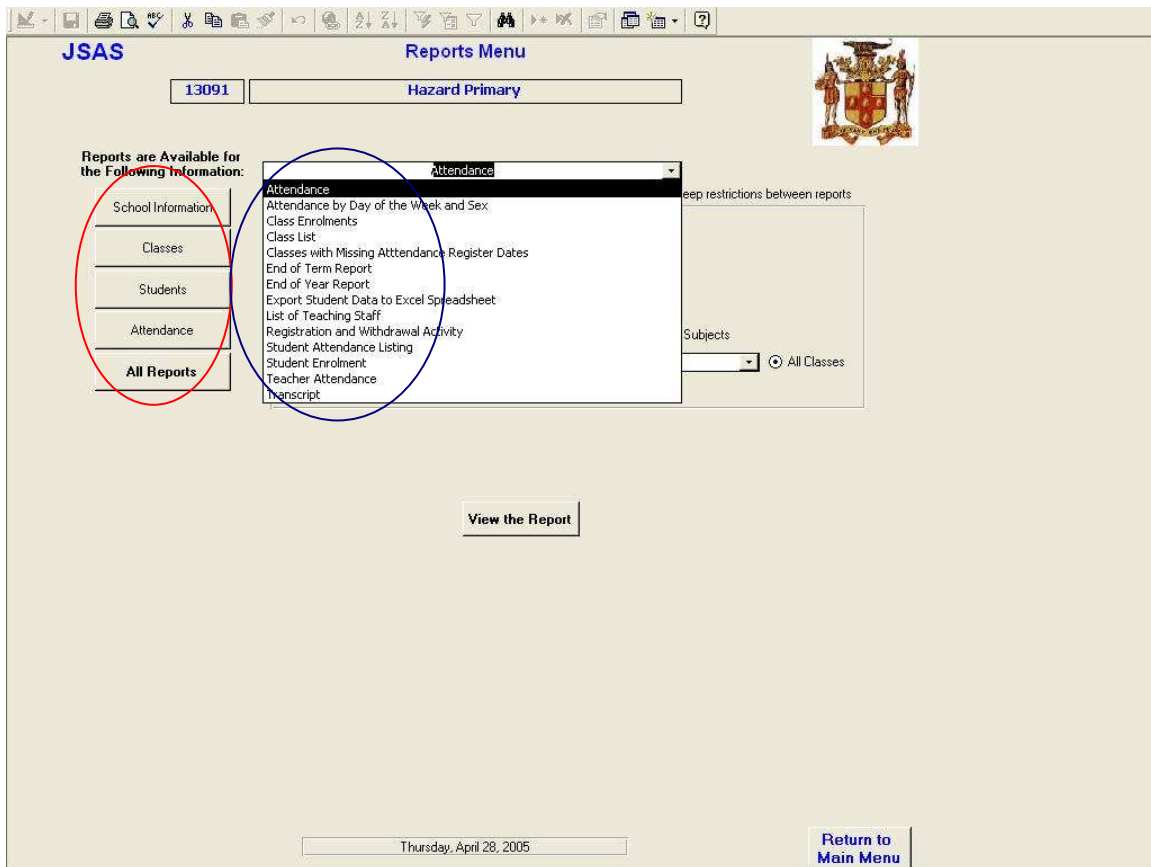 JSAS
Reports Menu
13091
Hazard Primary
Reports are Available for
the Following Information:
Attendance
School Information
Classes
Students
Attendance
All Reports
Attendance
Attendance by Day of the Week and Sex
Class Enrolments
Class List
Classes with Missing Atttendance Register Dates
End of Term Report
End of Year Report
Export Student Data to Excel Spreadsheet
List of Teaching Staff
Registration and Withdrawal Activity
Student Attendance Listing
Student Enrolment
Teacher Attendance
Transcript
eep restrictions between reports
Subjects
All Classes
View the Report
Thursday, April 28, 2005
Return to
Main Menu